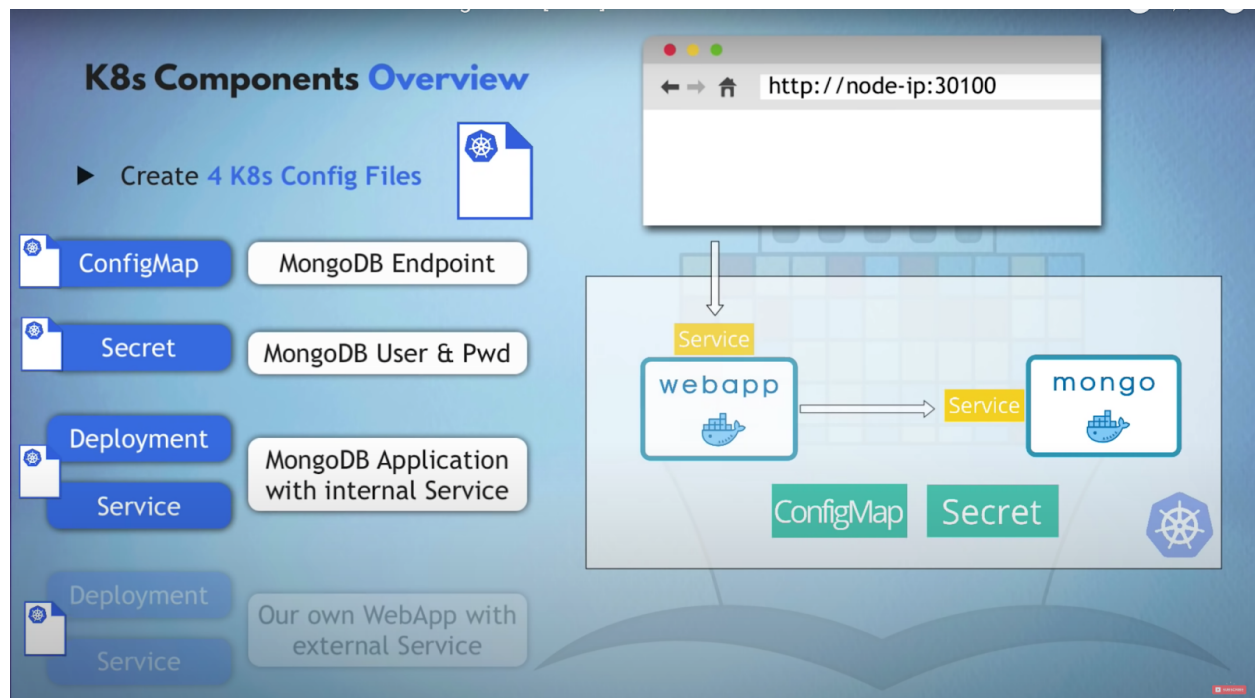 K8s Components Overview
► Create 4 K8s Config Files
ConfigMap
MongoDB Endpoint
Secret
MongoDB User & Pwd
Deployment
Service
MongoDB Application
with internal Service
Deployment
Service
Our own WebApp with
external Service
http://node-ip:30100
Service
webapp
Service
mongo
ConfigMap
Secret